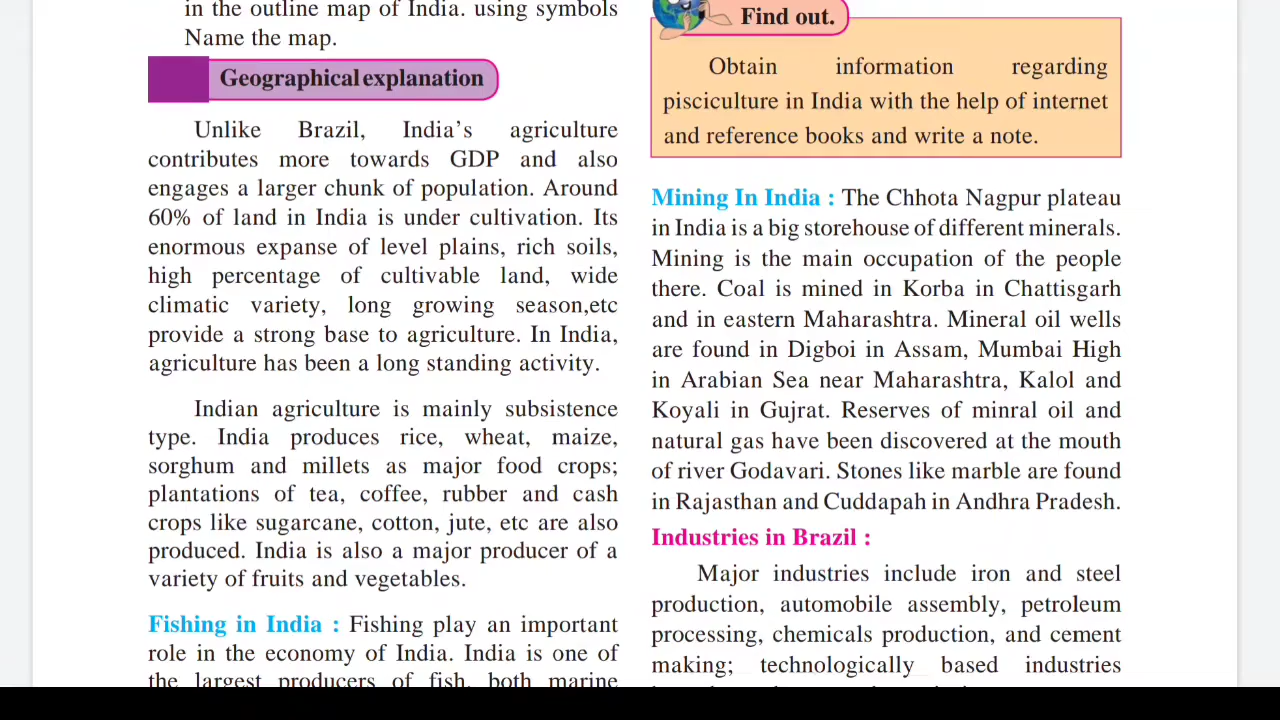 in the outline map of India. using symbols
Name the map.
Geographical explanation
Unlike Brazil, India's agriculture
contributes more towards GDP and also
engages a larger chunk of population. Around
60% of land in India is under cultivation. Its
enormous expanse of level plains, rich soils,
high percentage of cultivable land, wide
climatic variety, long growing season,etc
provide a strong base to agriculture. In India,
agriculture has been a long standing activity.
Indian agriculture is mainly subsistence
type. India produces rice, wheat, maize,
sorghum and millets as major food crops;
plantations of tea, coffee, rubber and cash
crops like sugarcane, cotton, jute, etc are also
produced. India is also a major producer of a
variety of fruits and vegetables.
Fishing in India : Fishing play an important
role in the economy of India. India is one of
the largest producers of fish, both marine
Find out.
Obtain information regarding
pisciculture in India with the help of internet
and reference books and write a note.
Mining In India : The Chhota Nagpur plateau
in India is a big storehouse of different minerals.
Mining is the main occupation of the people
there. Coal is mined in Korba in Chattisgarh
and in eastern Maharashtra. Mineral oil wells
are found in Digboi in Assam, Mumbai High
in Arabian Sea near Maharashtra, Kalol and
Koyali in Gujrat. Reserves of minral oil and
natural gas have been discovered at the mouth
of river Godavari. Stones like marble are found
in Rajasthan and Cuddapah in Andhra Pradesh.
Industries in Brazil :
Major industries include iron and steel
production, automobile assembly, petroleum
processing, chemicals production, and cement
making; technologically based industries